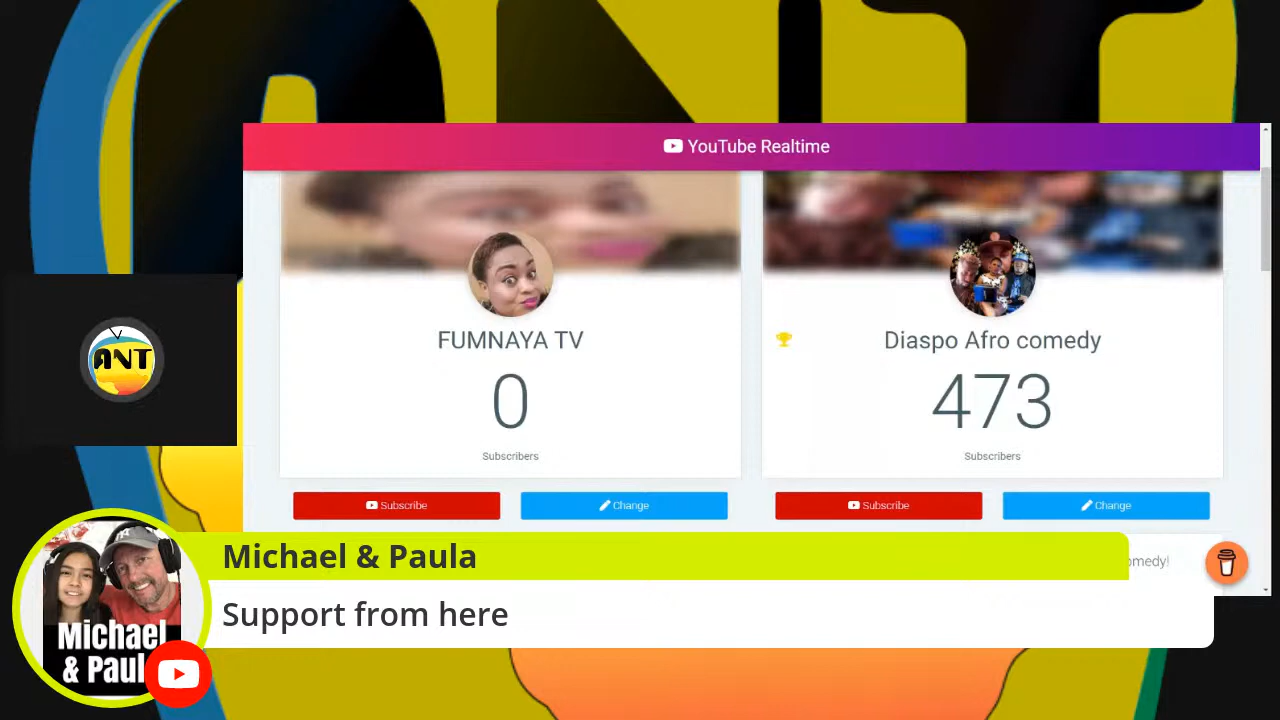 YouTube Realtime
FUMNAYA TV
0
Subscribers
Subscribe
Change
Diaspo Afro comedy
473
Subscribers
Subscribe
Change
ANT
omedy!
Michael & Paula
Support from here
Michael
& Paul